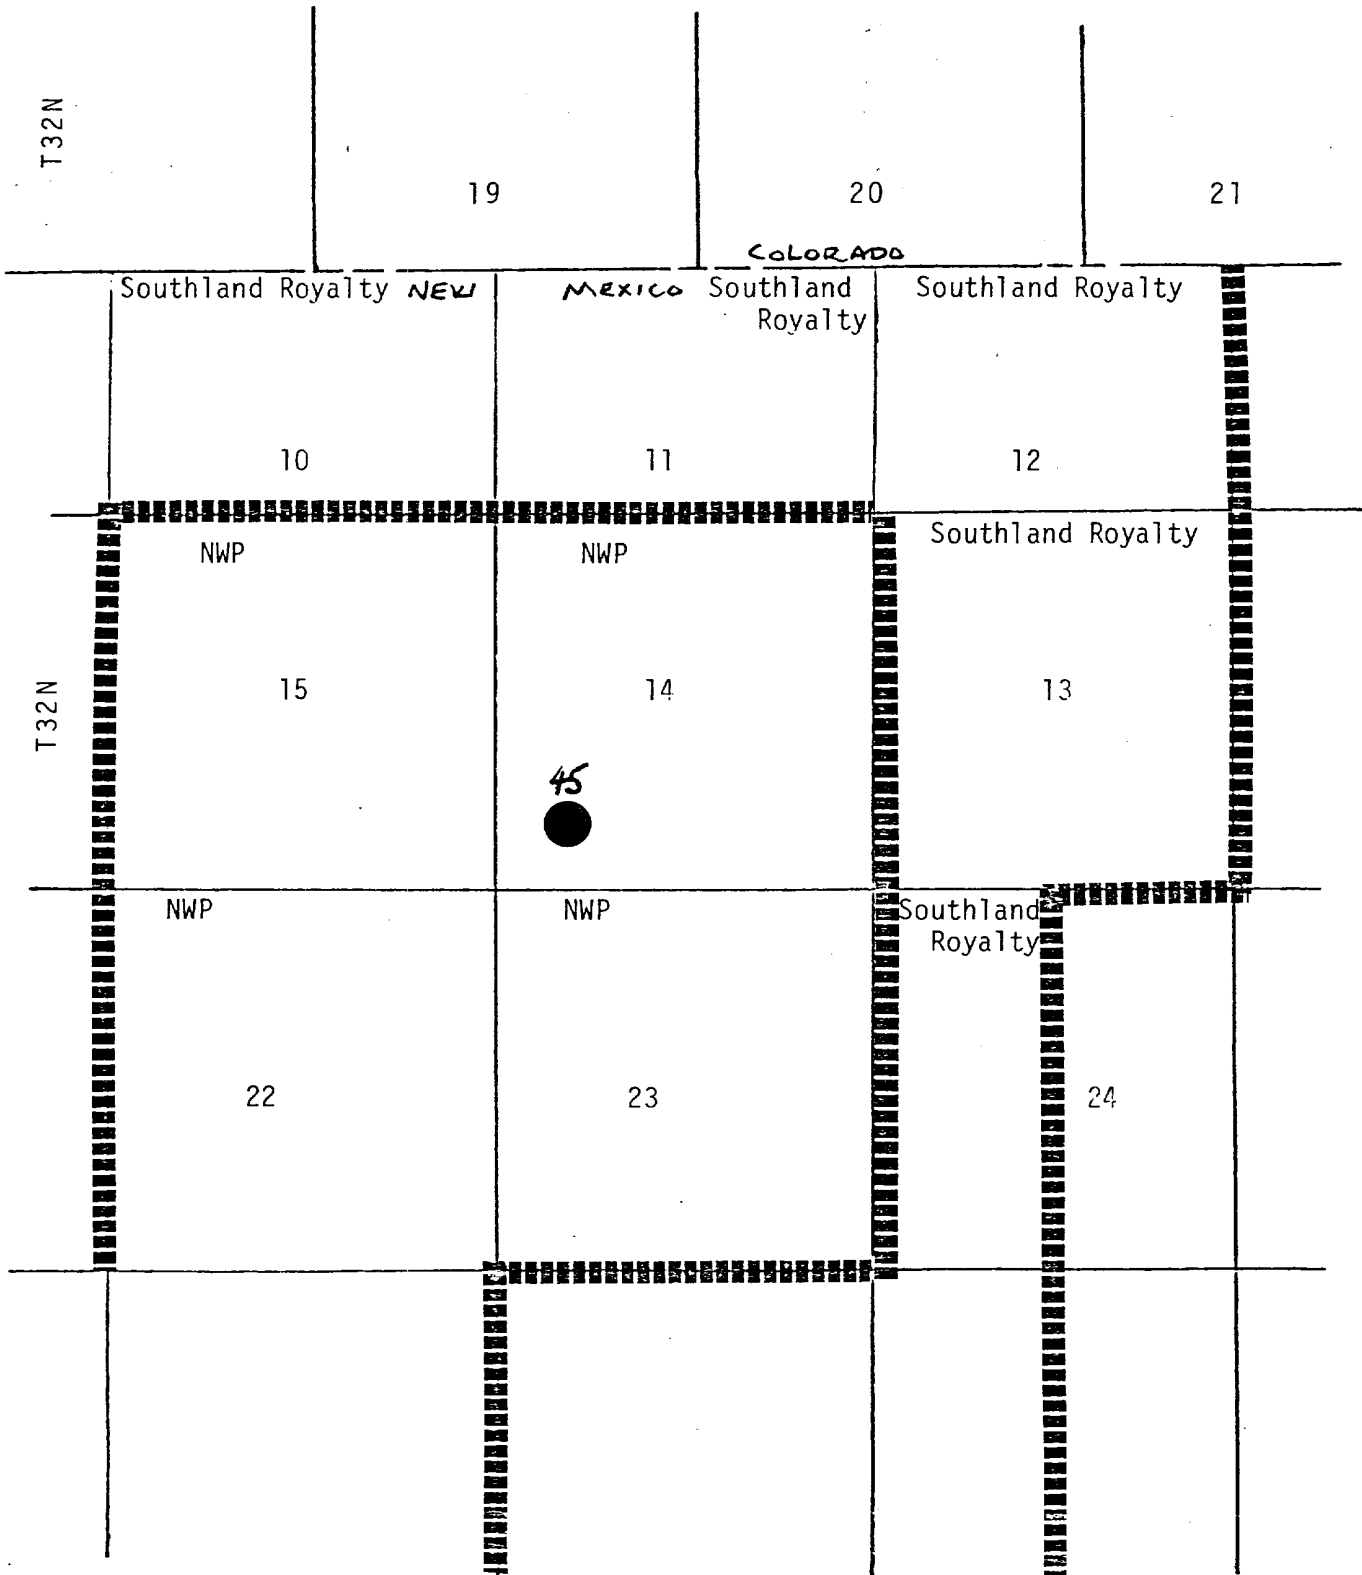 T32N
19
20
21
COLORADO
Southland Royalty NEW MEXICO Southland Royalty
Southland Royalty
10
11
12
NWP
NWP
Southland Royalty
T32N
15
14
13
45
NWP
NWP
Southland
Royalty
22
23
24